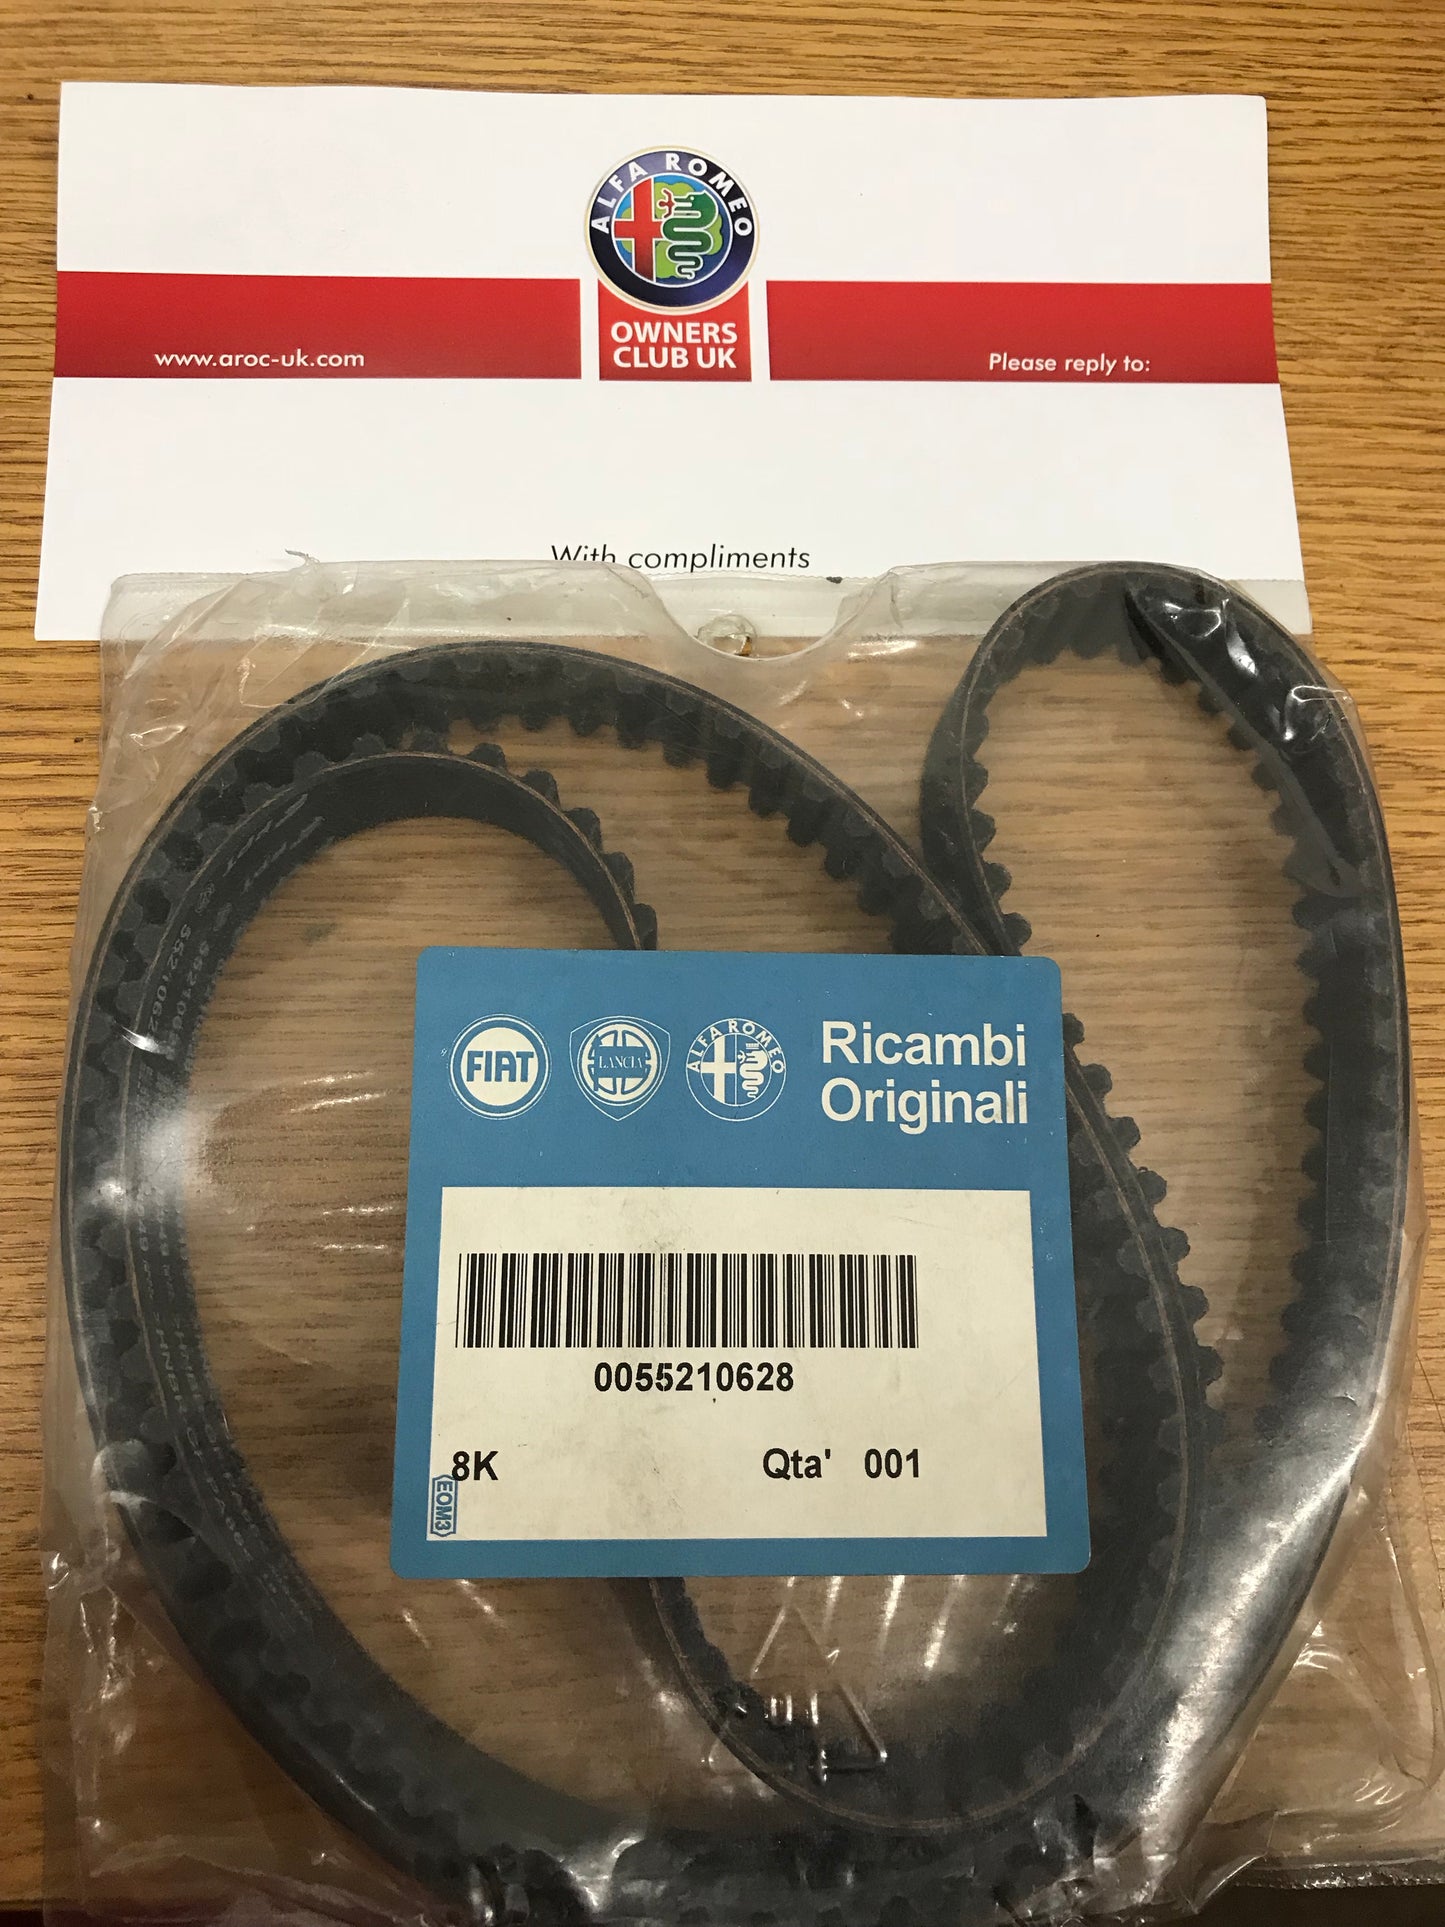 ALFA ROMEO
OWNERS
CLUB UK
www.aroc-uk.com
Please reply to:
With compliments
FIAT
LANCIA
ALFA ROMEO
Ricambi
Originali
0055210628
8K
Qta' 001
EOM3